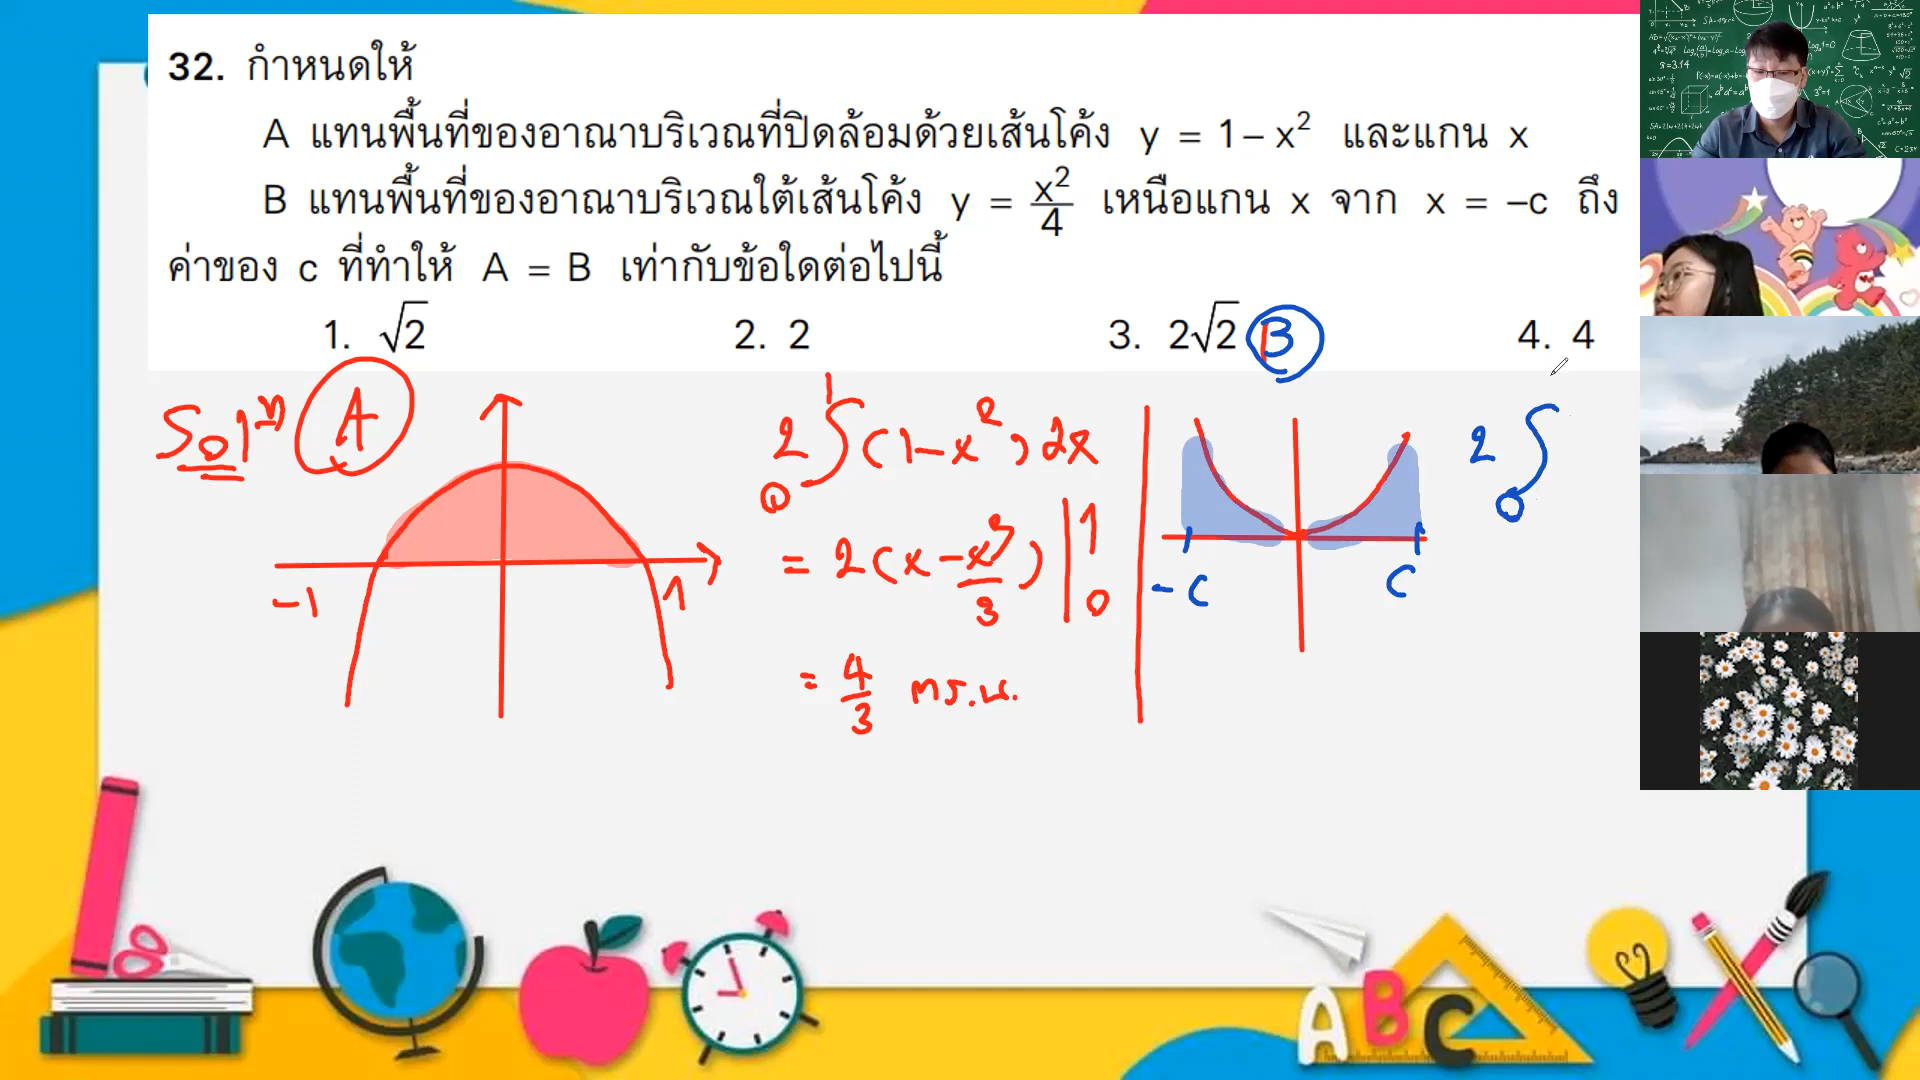 32. กำหนดให้
A แทนพื้นที่ของอาณาบริเวณที่ปิดล้อมด้วยเส้นโค้ง y = 1 – x² และแกน x
B แทนพื้นที่ของอาณาบริเวณใต้เส้นโค้ง y = x²/4 เหนือแกน x จาก x = –c ถึง
ค่าของ c ที่ทำให้ A = B เท่ากับข้อใดต่อไปนี้
1. √2 2. 2 3. 2√2 4. 4
B
Solⁿ A
-1 1
2∫₀¹ (1-x²) dx
= 2(x - x³/3) |₀¹
= 4/3 ตร.น.
-c c
2∫₀
π = 3.14
A B C